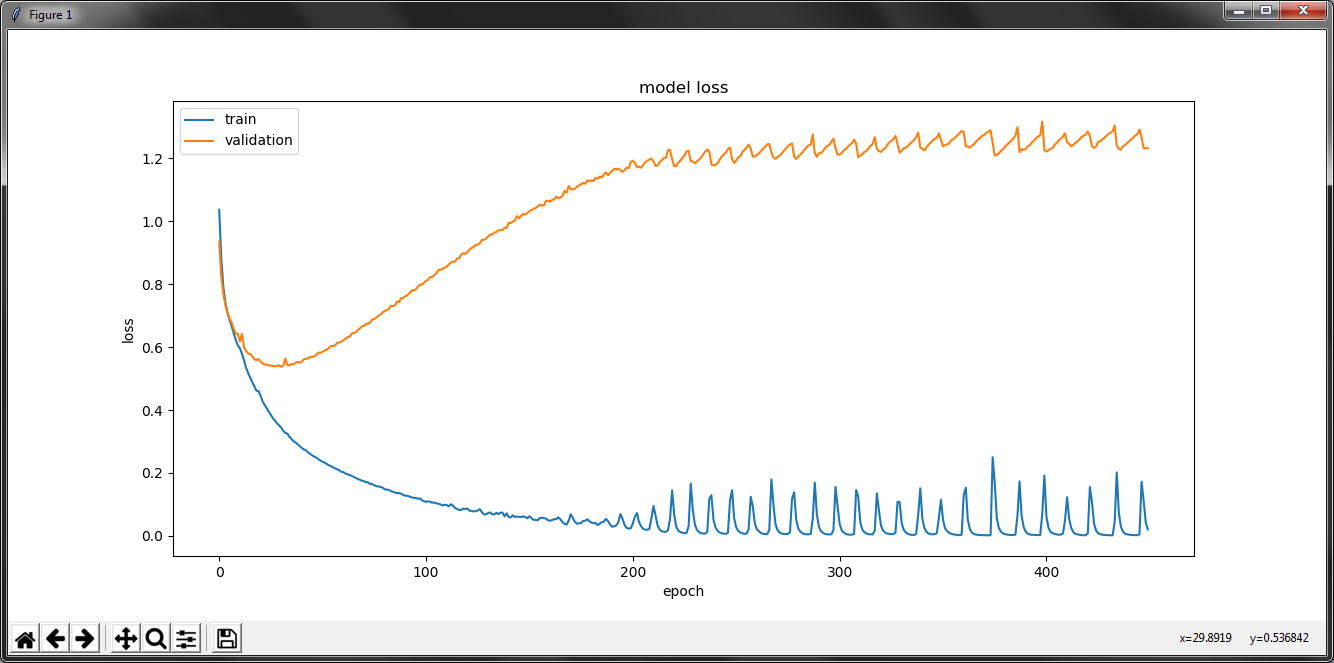 Figure 1
model loss
train
validation
1.2
1.0
0.8
0.6
0.4
0.2
0.0
loss
0 100 200 300 400
epoch
x=29.8919 y=0.536842